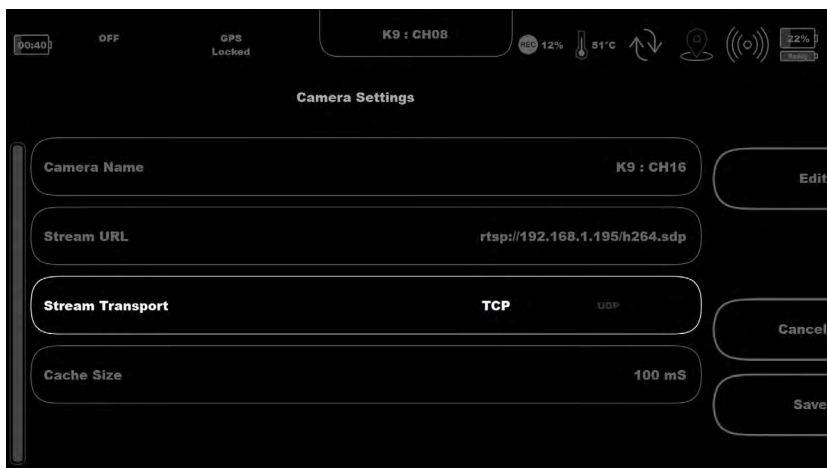 00:40
OFF
GPS
Locked
K9 : CH08
REC 12%
51°C
22%
Camera Settings
Camera Name K9 : CH16
Edit
Stream URL rtsp://192.168.1.195/h264.sdp
Stream Transport TCP UDP
Cancel
Cache Size 100 mS
Save